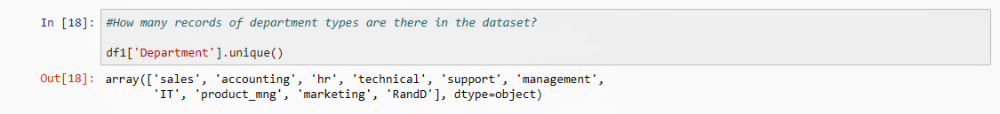 In [18]: #How many records of department types are there in the dataset?
df1['Department'].unique()
Out[18]: array(['sales', 'accounting', 'hr', 'technical', 'support', 'management',
'IT', 'product_mng', 'marketing', 'RandD'], dtype=object)